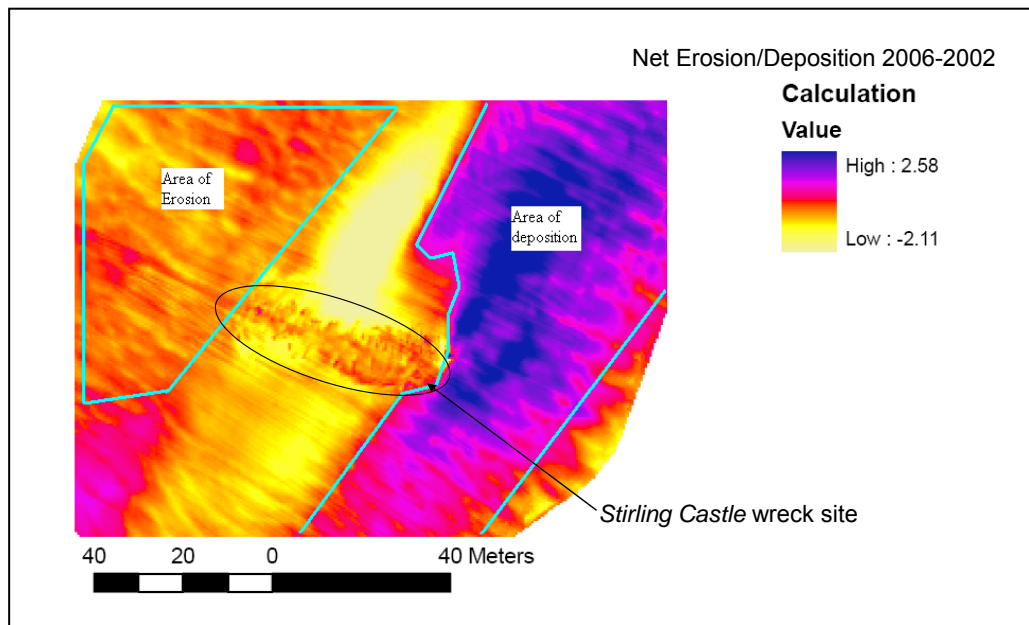 Net Erosion/Deposition 2006-2002
Calculation
Value
High : 2.58
Low : -2.11
Area of
Erosion
Area of
deposition
Stirling Castle wreck site
40 20 0 40 Meters